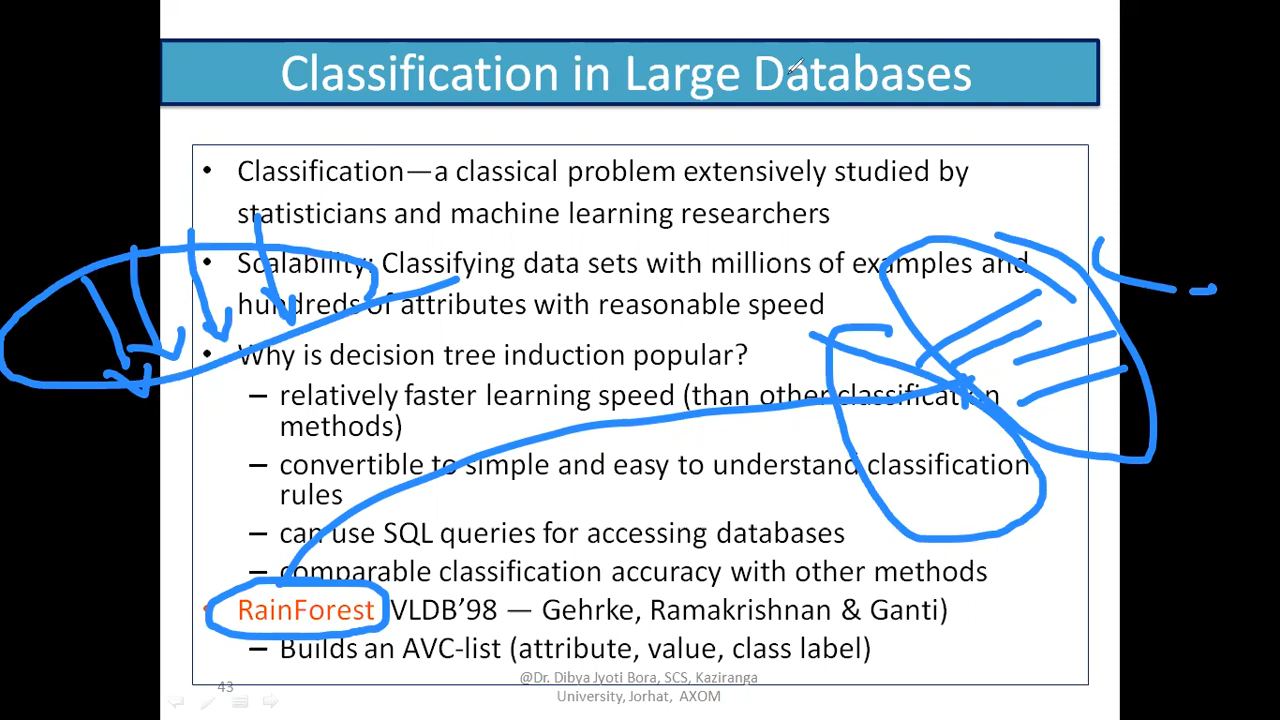 Classification in Large Databases
• Classification—a classical problem extensively studied by
statisticians and machine learning researchers
• Scalability: Classifying data sets with millions of examples and
hundreds of attributes with reasonable speed
• Why is decision tree induction popular?
– relatively faster learning speed (than other classification
methods)
– convertible to simple and easy to understand classification
rules
– can use SQL queries for accessing databases
– comparable classification accuracy with other methods
• RainForest (VLDB’98 — Gehrke, Ramakrishnan & Ganti)
– Builds an AVC-list (attribute, value, class label)
43
@Dr. Dibya Jyoti Bora, SCS, Kaziranga
University, Jorhat, AXOM